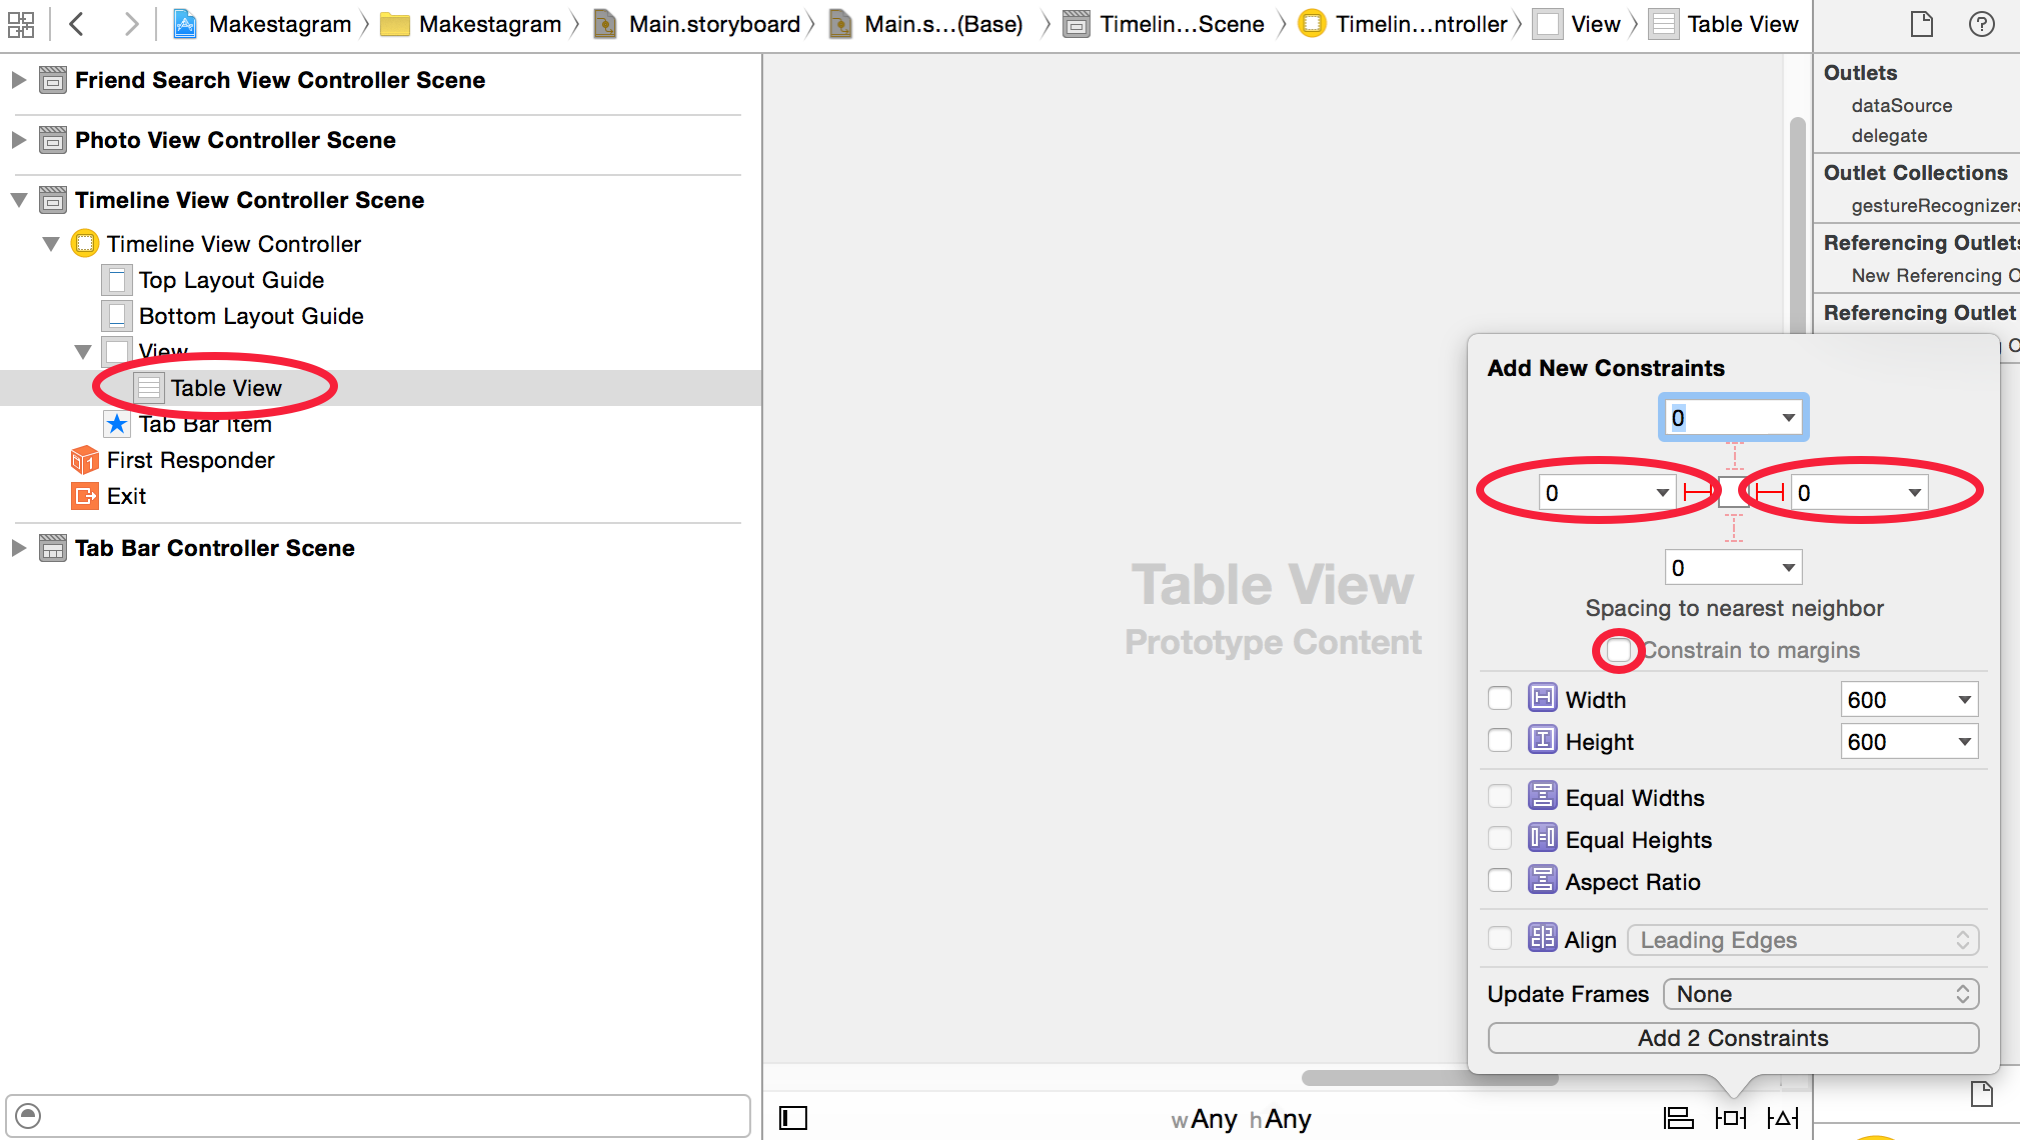 Makestagram Makestagram Main.storyboard Main.s...(Base) Timelin...Scene Timelin...ntroller View Table View
Friend Search View Controller Scene
Photo View Controller Scene
Timeline View Controller Scene
Timeline View Controller
Top Layout Guide
Bottom Layout Guide
View
Table View
Tab Bar Item
First Responder
Exit
Tab Bar Controller Scene
Table View
Prototype Content
wAny hAny
Outlets
dataSource
delegate
Outlet Collections
gestureRecognizers
Referencing Outlets
New Referencing O
Referencing Outlet
Add New Constraints
0
0 0
0
Spacing to nearest neighbor
Constrain to margins
Width 600
Height 600
Equal Widths
Equal Heights
Aspect Ratio
Align Leading Edges
Update Frames None
Add 2 Constraints